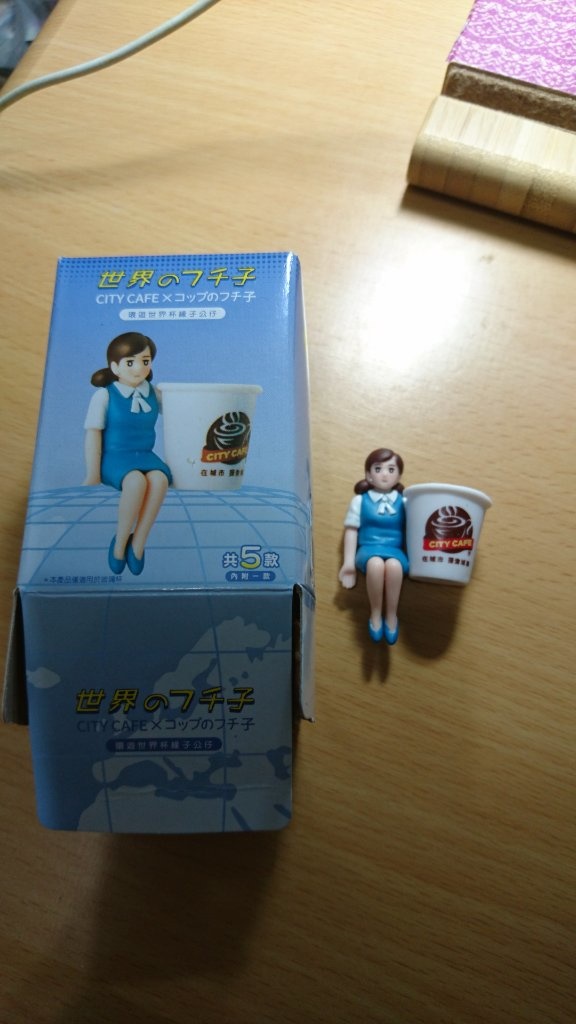 世界のフチ子
CITY CAFE×コップのフチ子
環遊世界杯緣子公仔
CITY CAFE
在城市
共5款
內附一款
世界のフチ子
CITY CAFE×コップのフチ子
環遊世界杯緣子公仔
CITY CAFE
在城市